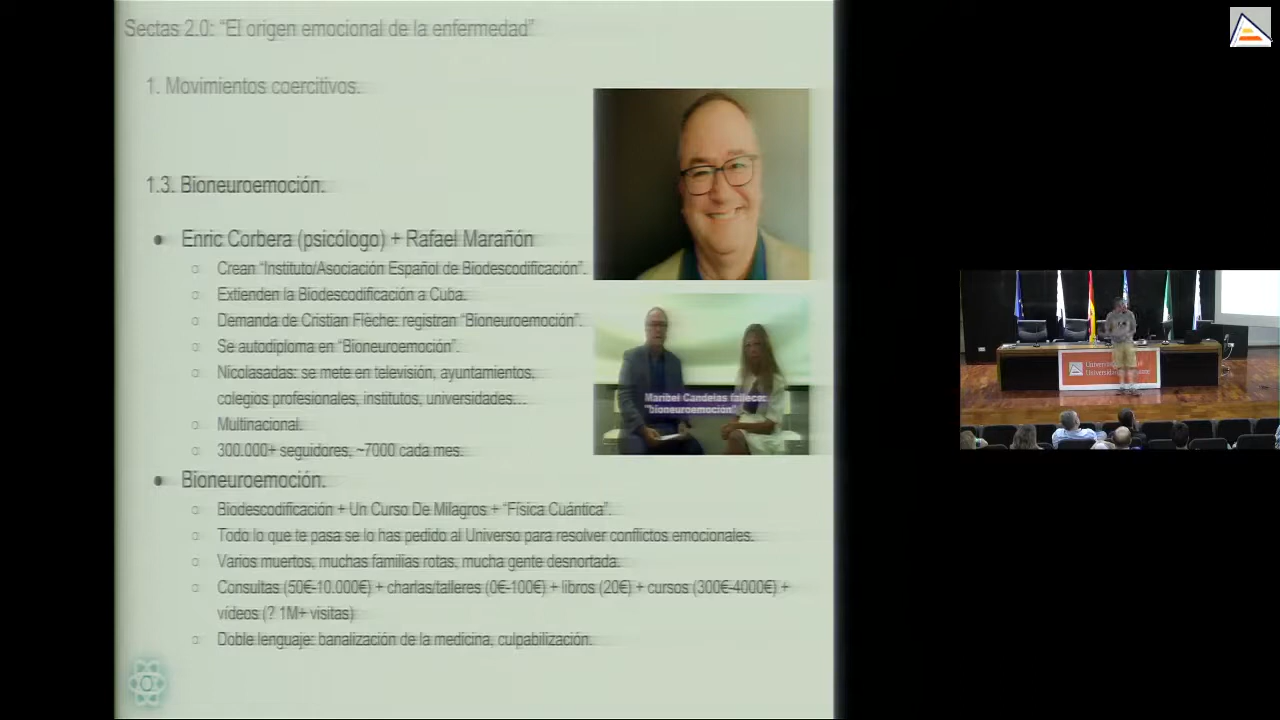 Sectas 2.0: “El origen emocional de la enfermedad”
1. Movimientos coercitivos.
1.3. Bioneuroemoción.
● Enric Corbera (psicólogo) + Rafael Marañón
○ Crean “Instituto/Asociación Español de Biodescodificación”.
○ Extienden la Biodescodificación a Cuba.
○ Demanda de Cristian Flèche: registran “Bioneuroemoción”.
○ Se autodiploma en “Bioneuroemoción”.
○ Nicolasadas: se mete en televisión, ayuntamientos,
colegios profesionales, institutos, universidades...
○ Multinacional.
○ 300.000+ seguidores, ~7000 cada mes.
● Bioneuroemoción.
○ Biodescodificación + Un Curso De Milagros + “Física Cuántica”.
○ Todo lo que te pasa se lo has pedido al Universo para resolver conflictos emocionales.
○ Varios muertos, muchas familias rotas, mucha gente desnortada.
○ Consultas (50€-10.000€) + charlas/talleres (0€-100€) + libros (20€) + cursos (300€-4000€) +
vídeos (? 1M+ visitas)
○ Doble lenguaje: banalización de la medicina, culpabilización.
Maribel Candelas fallece:
"bioneuroemoción"